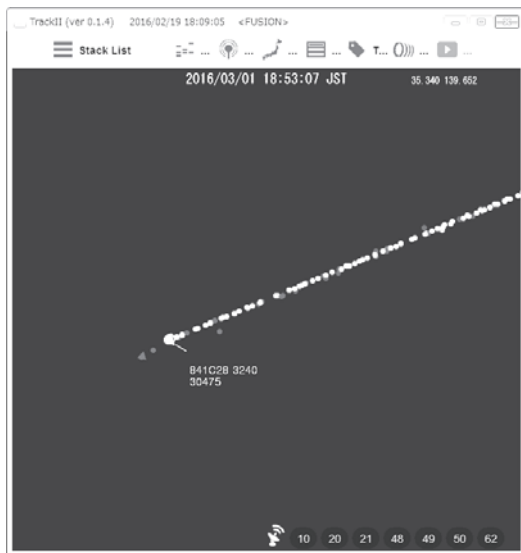 TrackII (ver 0.1.4) 2016/02/19 18:09:05 <FUSION>
Stack List ... ... ... ... T... ... ...
2016/03/01 18:53:07 JST 35.340 139.652
841C28 3240
30475
10 20 21 48 49 50 62